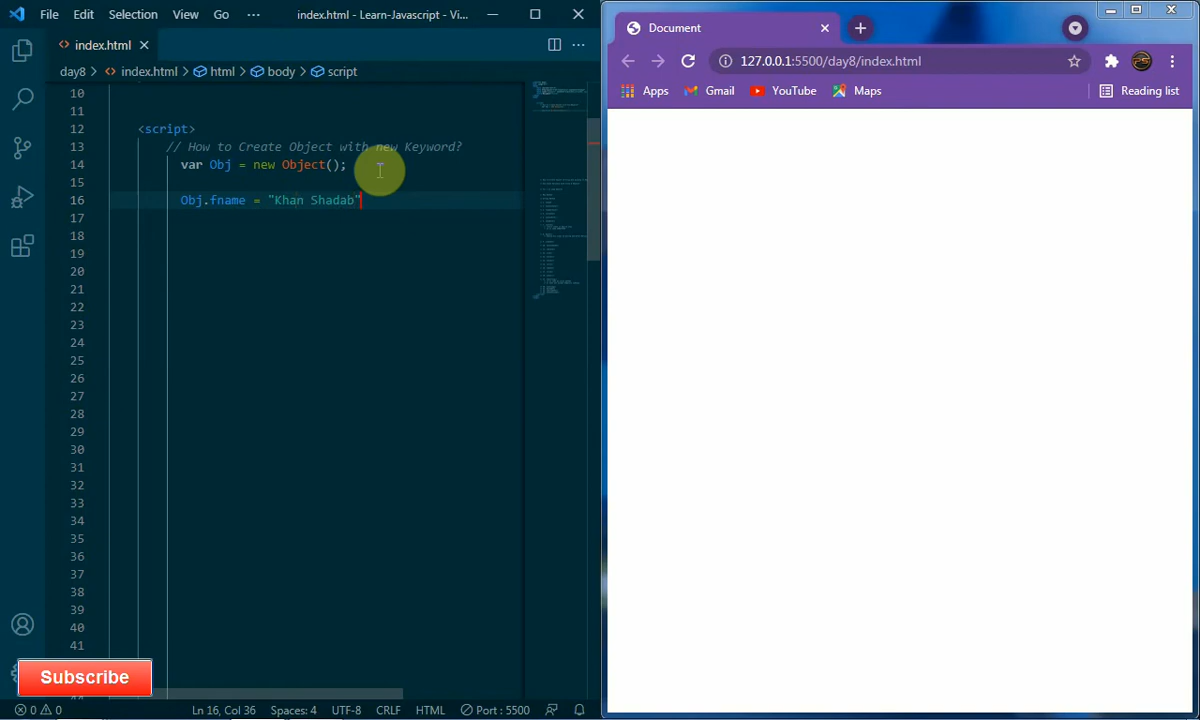 File Edit Selection View Go ··· index.html - Learn-Javascript - Vi...
index.html
day8 > index.html > html > body > script
10
11
12 <script>
13 // How to Create Object with new Keyword?
14 var Obj = new Object();
15
16 Obj.fname = "Khan Shadab"
17
18
19
20
21
22
23
24
25
26
27
28
29
30
31
32
33
34
35
36
37
38
39
40
41
Subscribe
0 0 Ln 16, Col 36 Spaces: 4 UTF-8 CRLF HTML Port : 5500
Document
127.0.0.1:5500/day8/index.html
Apps Gmail YouTube Maps Reading list